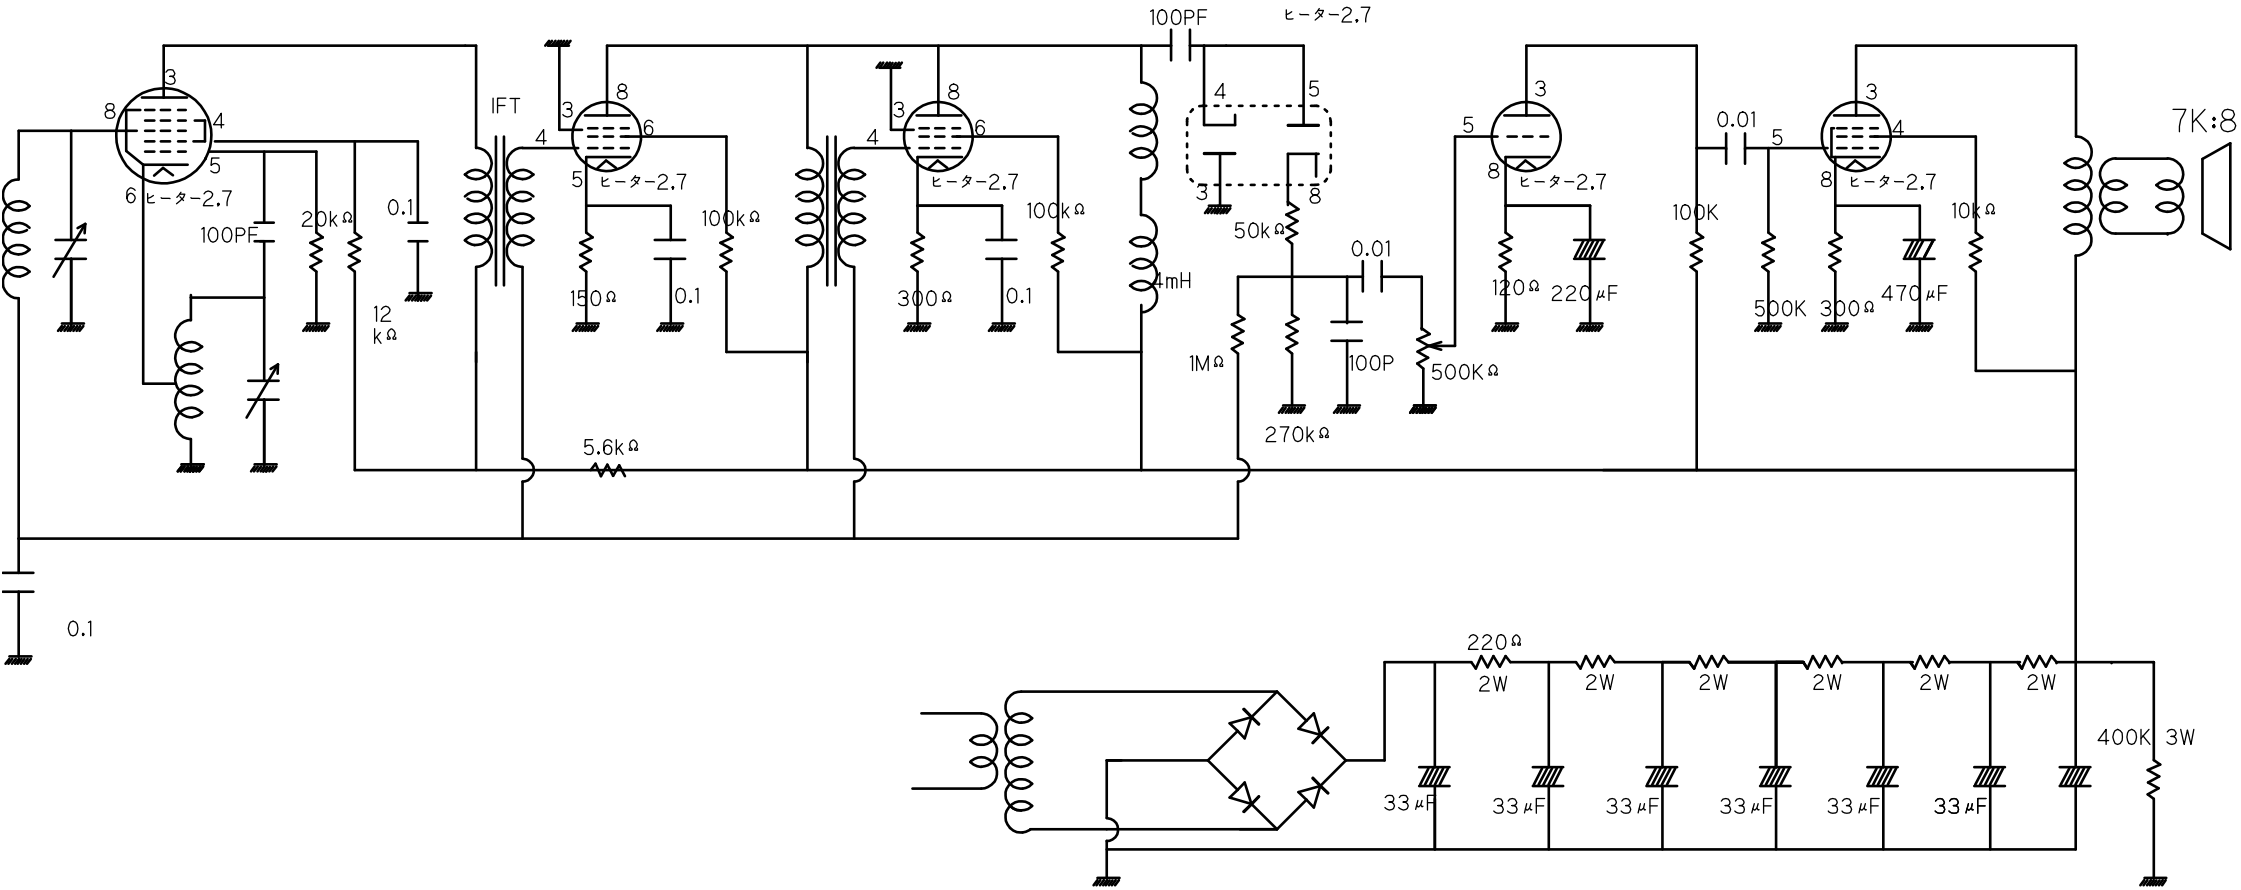 100PF
ヒーター2.7
3
8
4
5
6
ヒーター2.7
100PF
20kΩ
12
kΩ
0.1
IFT
3
8
4
6
5
ヒーター2.7
150Ω
0.1
100kΩ
3
8
4
6
ヒーター2.7
300Ω
0.1
100kΩ
4mH
4
5
3
8
50kΩ
0.01
1MΩ
100P
500KΩ
270kΩ
5.6kΩ
3
5
8
ヒーター2.7
120Ω
220μF
100K
0.01
3
5
4
8
ヒーター2.7
500K
300Ω
470μF
10kΩ
7K:8
0.1
220Ω
2W
2W
2W
2W
2W
2W
400K 3W
33μF
33μF
33μF
33μF
33μF
33μF